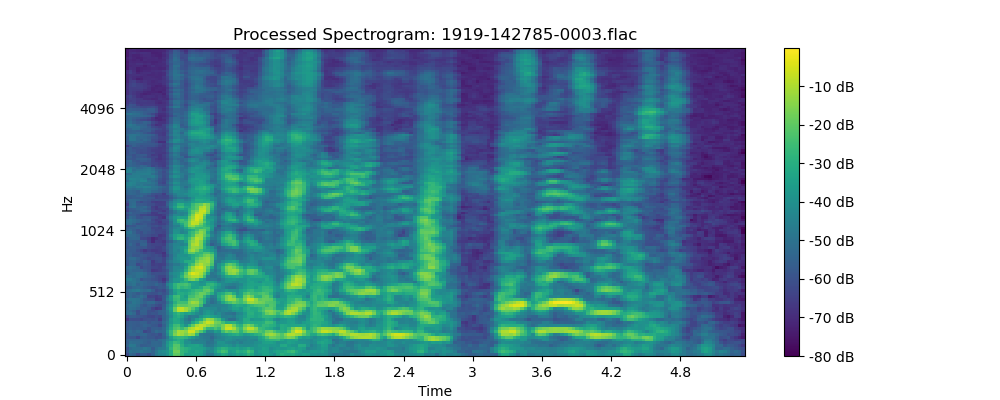 Processed Spectrogram: 1919-142785-0003.flac
Hz
4096
2048
1024
512
0
0 0.6 1.2 1.8 2.4 3 3.6 4.2 4.8
Time
-10 dB
-20 dB
-30 dB
-40 dB
-50 dB
-60 dB
-70 dB
-80 dB